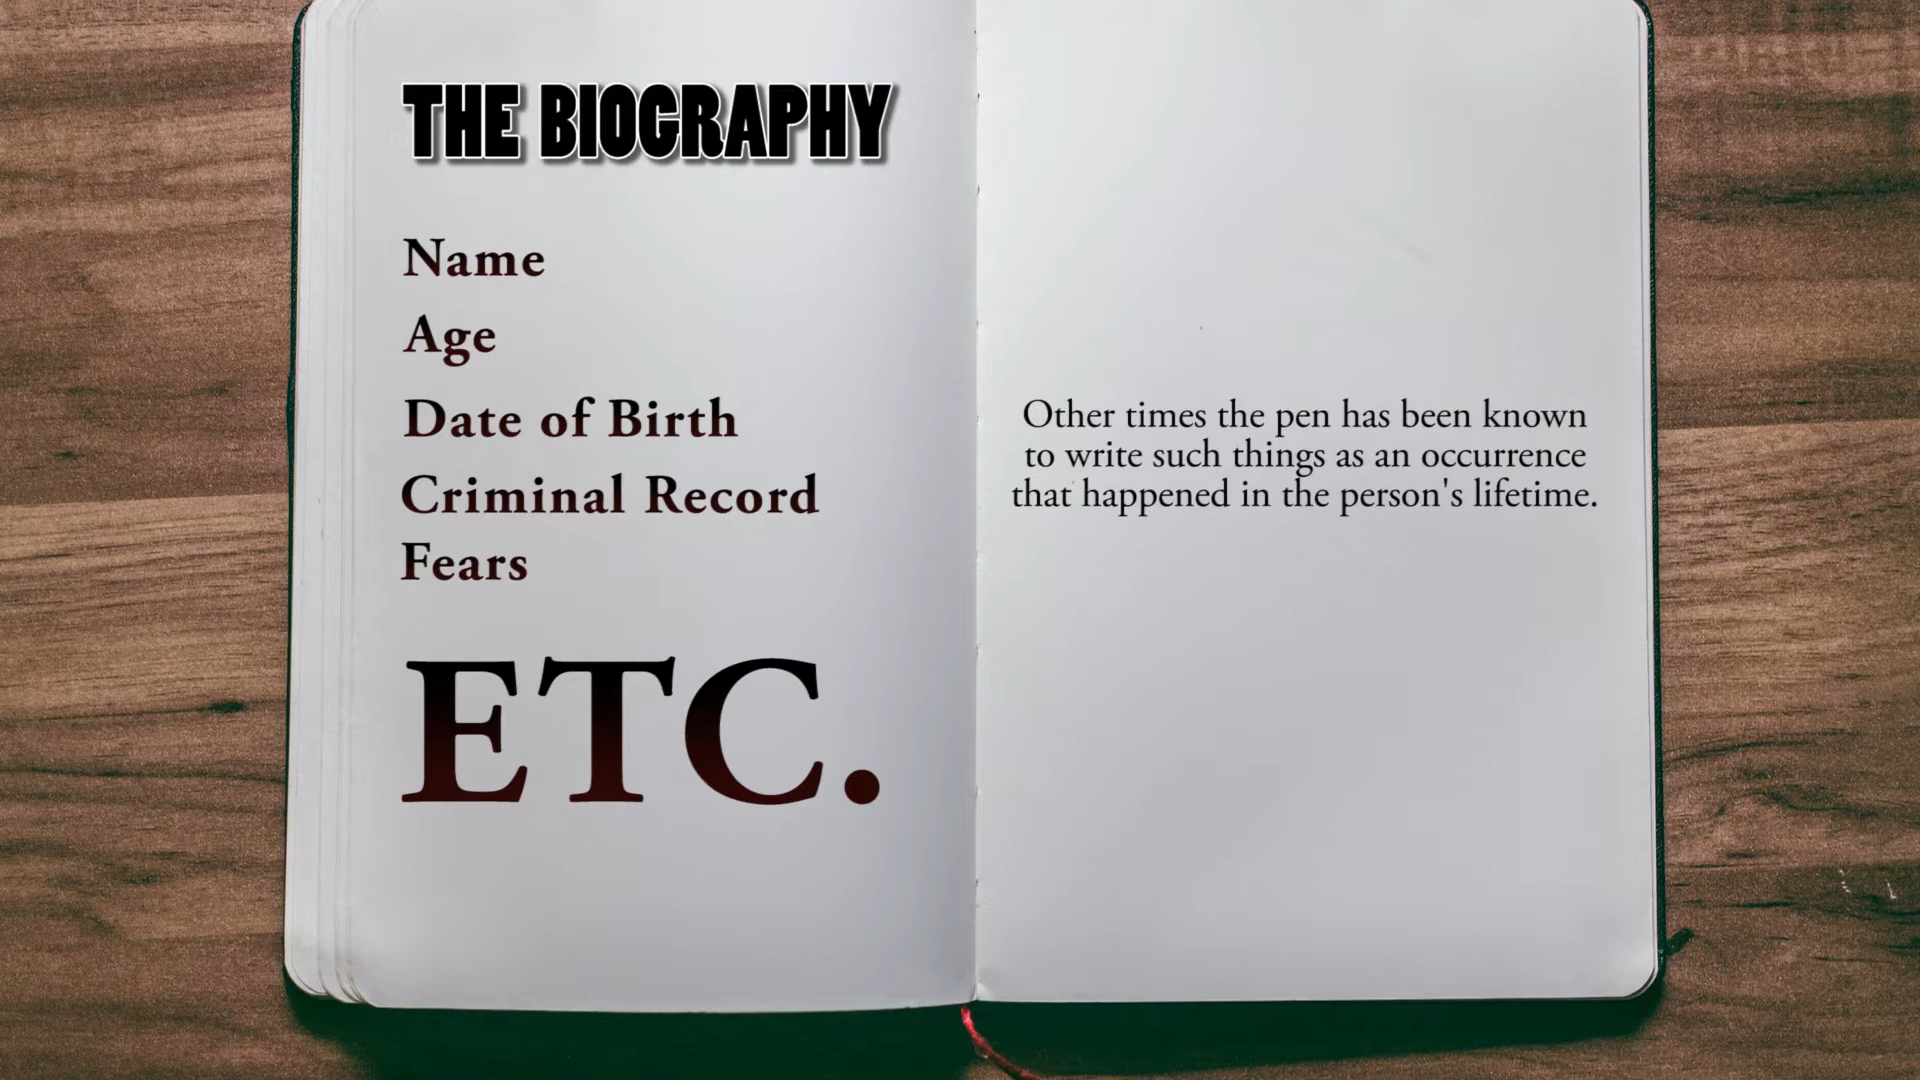 THE BIOGRAPHY
Name
Age
Date of Birth
Criminal Record
Fears
ETC.
Other times the pen has been known
to write such things as an occurrence
that happened in the person's lifetime.